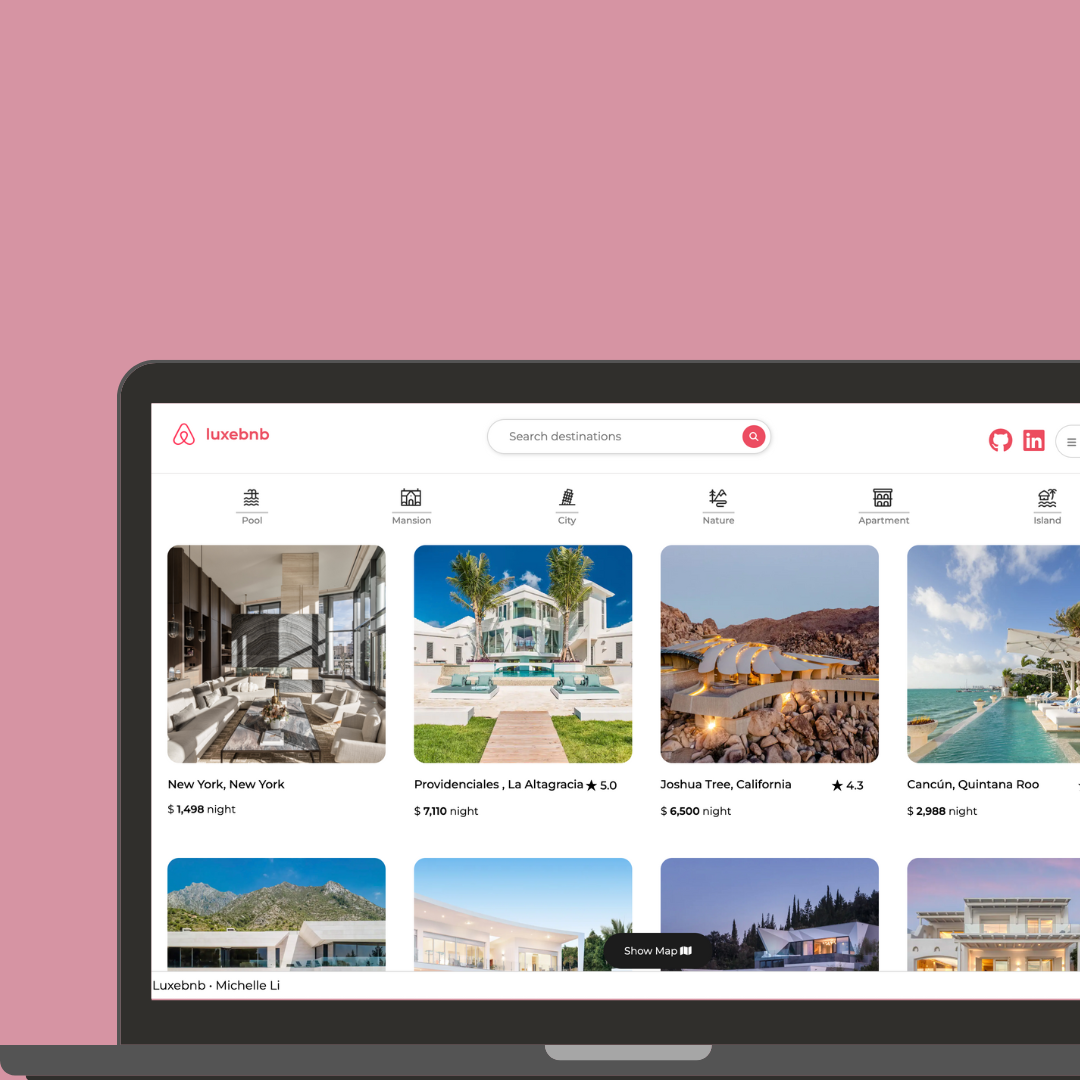 luxebnb
Search destinations
in
Pool
Mansion
City
Nature
Apartment
Island
New York, New York
$ 1,498 night
Providenciales , La Altagracia ★ 5.0
$ 7,110 night
Joshua Tree, California ★ 4.3
$ 6,500 night
Cancún, Quintana Roo
$ 2,988 night
Show Map
Luxebnb · Michelle Li